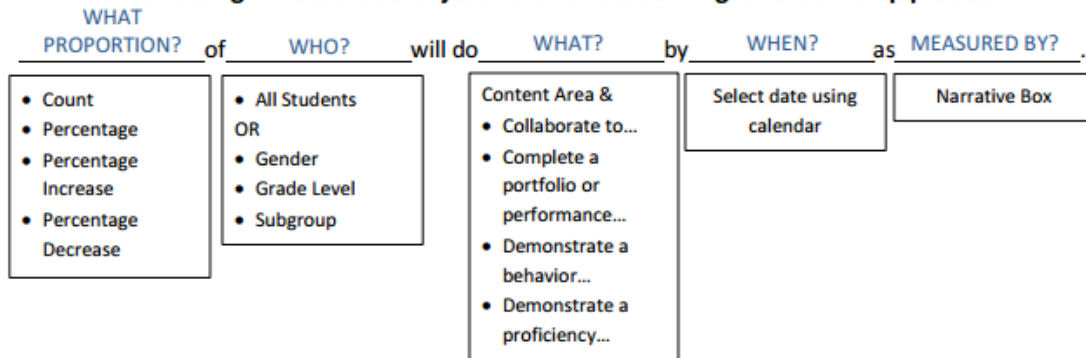 WHAT
PROPORTION? of WHO? will do WHAT? by WHEN? as MEASURED BY? .
• Count
• Percentage
• Percentage
Increase
• Percentage
Decrease
• All Students
OR
• Gender
• Grade Level
• Subgroup
Content Area &
• Collaborate to...
• Complete a
portfolio or
performance...
• Demonstrate a
behavior...
• Demonstrate a
proficiency...
Select date using
calendar
Narrative Box